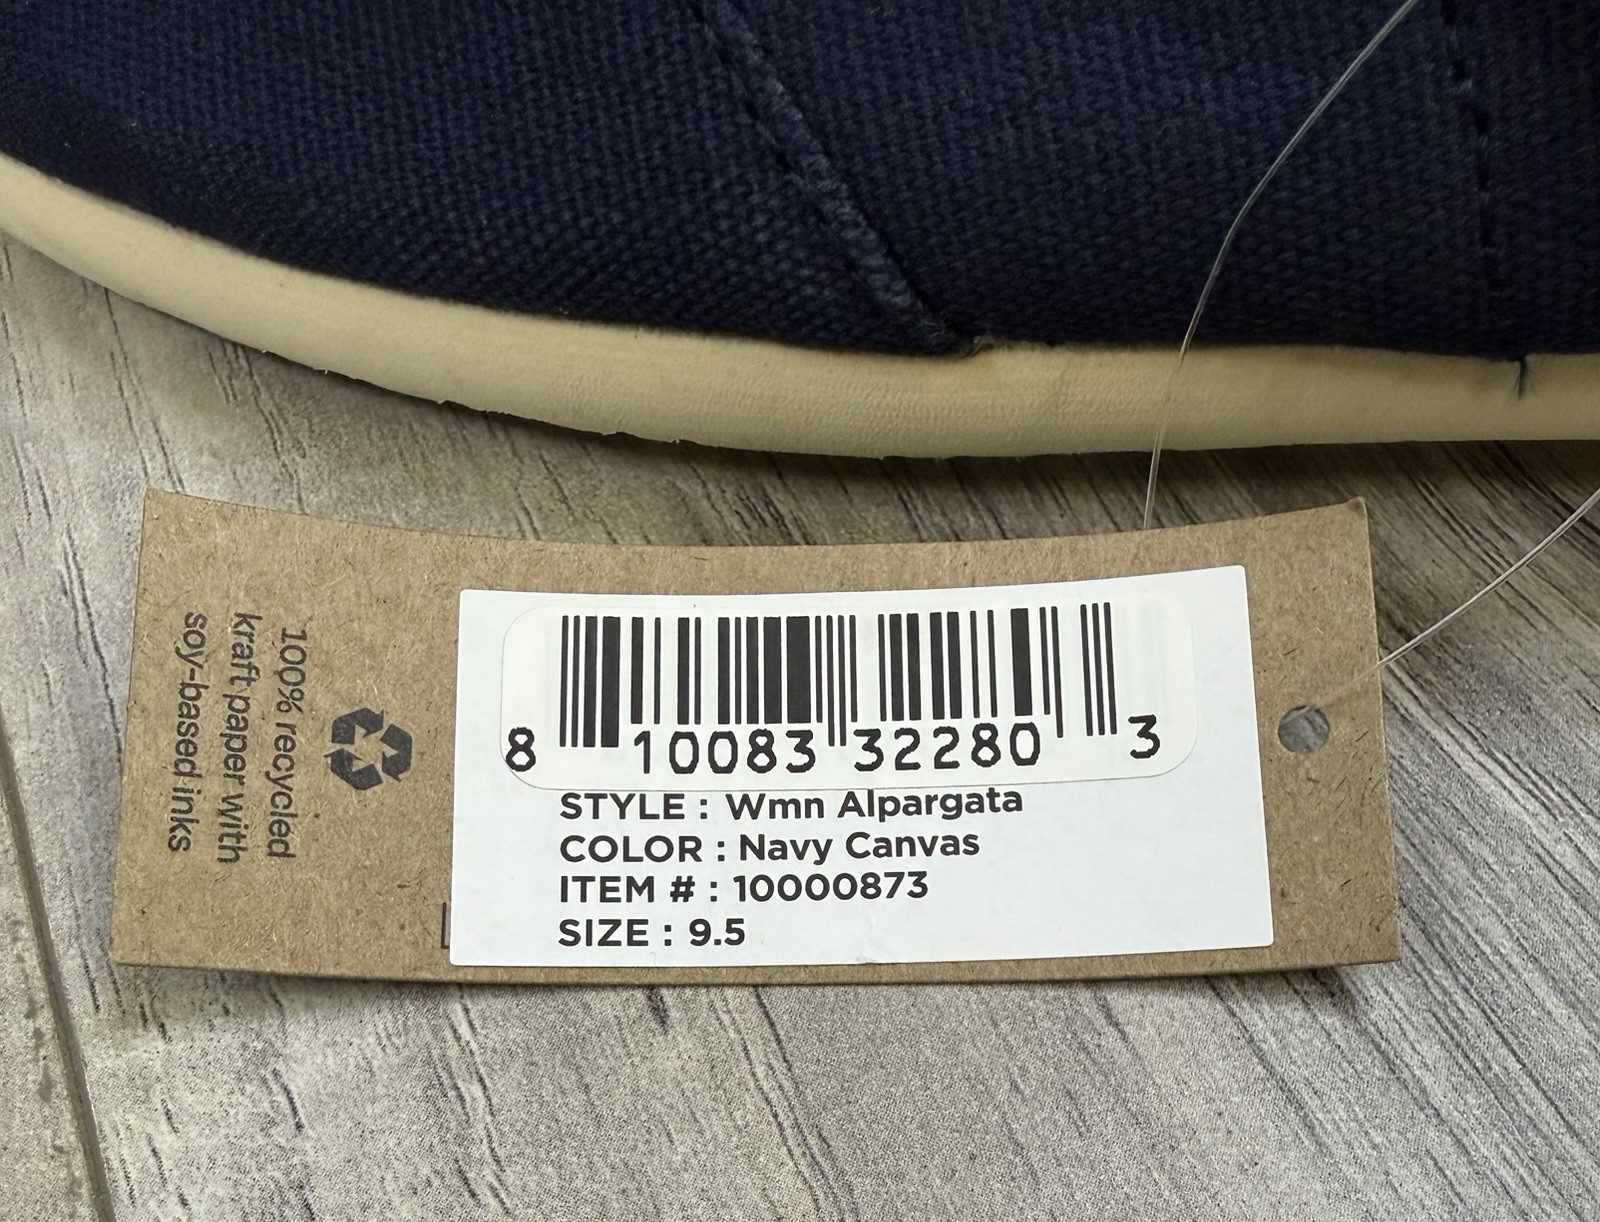 100% recycled
kraft paper with
soy-based inks
8 10083 32280 3
STYLE : Wmn Alpargata
COLOR : Navy Canvas
ITEM # : 10000873
SIZE : 9.5